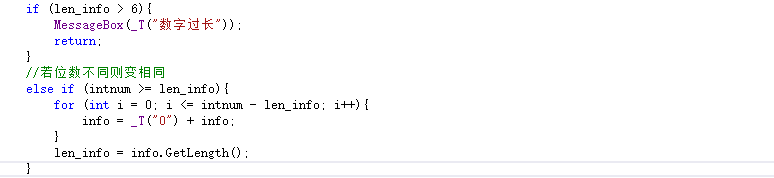 if (len_info > 6){
MessageBox(_T("数字过长"));
return;
}
//若位数不同则变相同
else if (intnum >= len_info){
for (int i = 0; i <= intnum - len_info; i++){
info = _T("0") + info;
}
len_info = info.GetLength();
}